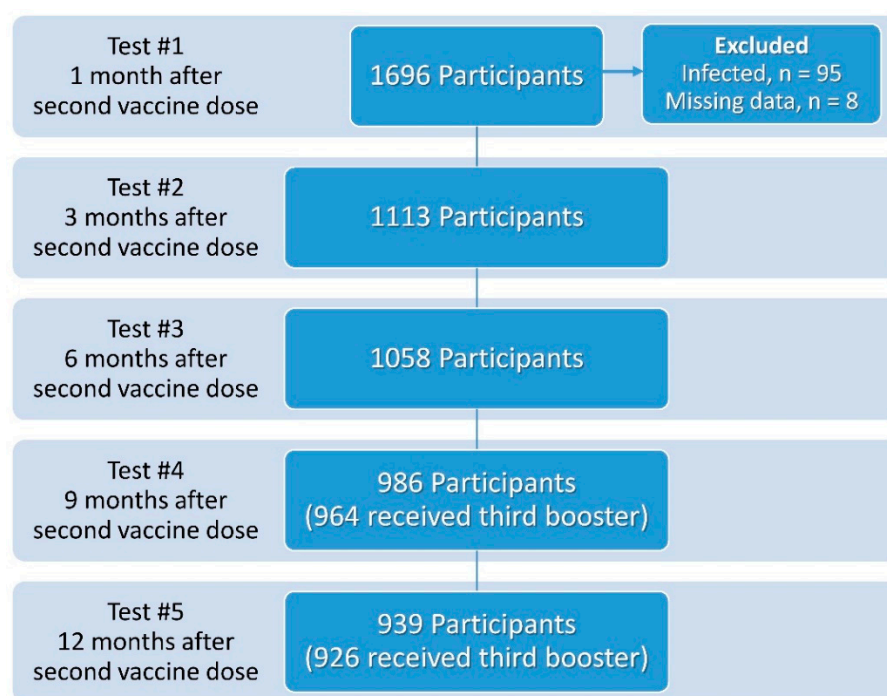 Test #1
1 month after
second vaccine dose
1696 Participants
Excluded
Infected, n = 95
Missing data, n = 8
Test #2
3 months after
second vaccine dose
1113 Participants
Test #3
6 months after
second vaccine dose
1058 Participants
Test #4
9 months after
second vaccine dose
986 Participants
(964 received third booster)
Test #5
12 months after
second vaccine dose
939 Participants
(926 received third booster)